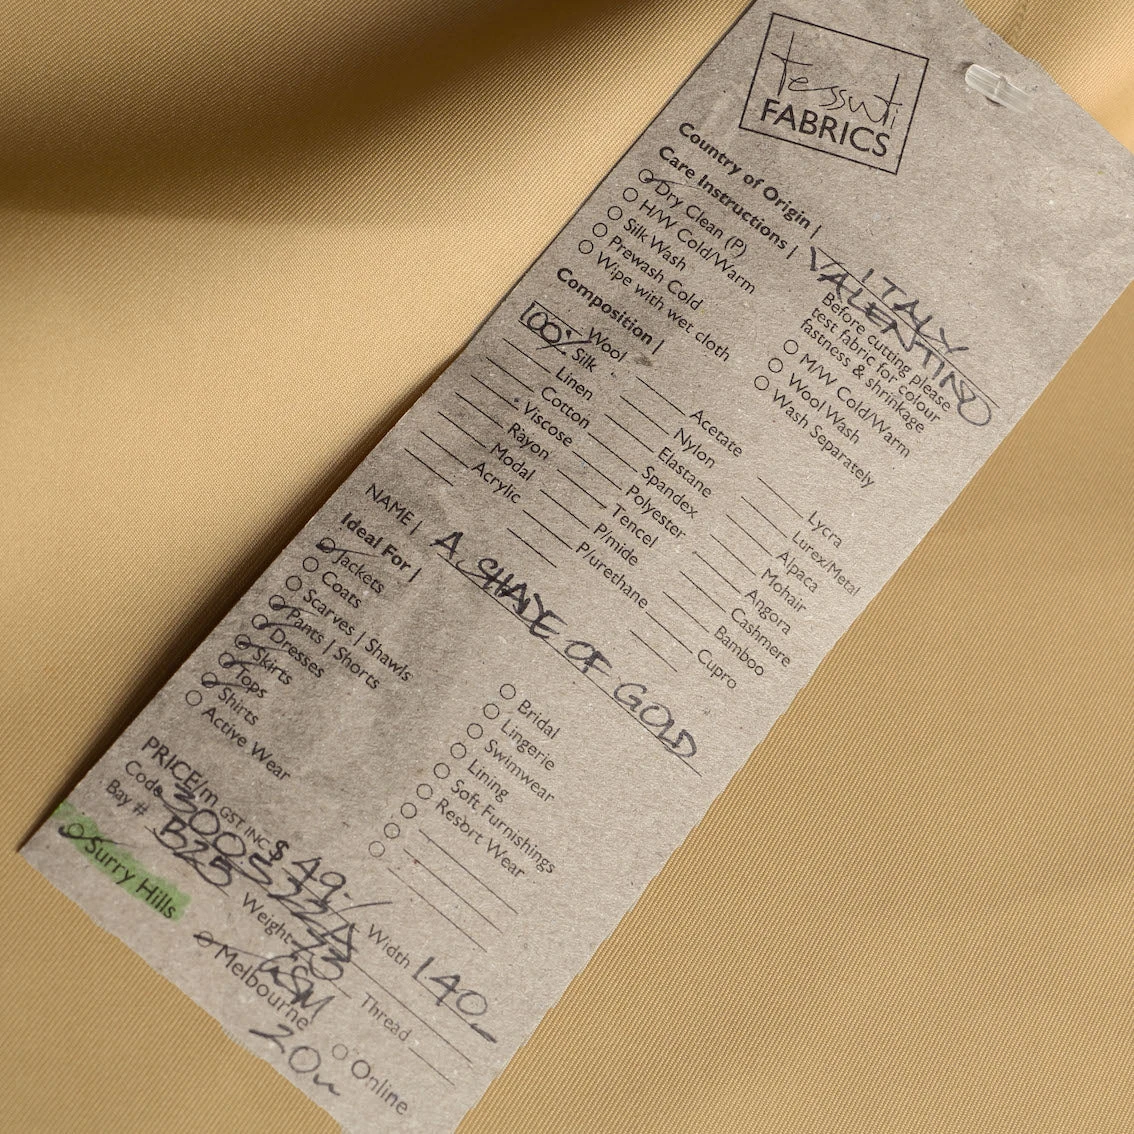 tessuti
FABRICS
Country of Origin | ITALY
Care Instructions | VALENTINO
Dry Clean (P)
H/W Cold/Warm
Silk Wash
Prewash Cold
Wipe with wet cloth
Before cutting please
test fabric for colour
fastness & shrinkage
M/W Cold/Warm
Wool Wash
Wash Separately
Composition |
100% Wool
Silk
Linen
Cotton
Viscose
Rayon
Modal
Acrylic
Acetate
Nylon
Elastane
Spandex
Polyester
Tencel
P/mide
P/urethane
Lycra
Lurex/Metal
Alpaca
Mohair
Angora
Cashmere
Bamboo
Cupro
NAME | A SHADE OF GOLD
Ideal For |
Jackets
Coats
Scarves | Shawls
Pants | Shorts
Dresses
Skirts
Tops
Shirts
Active Wear
Bridal
Lingerie
Swimwear
Lining
Soft Furnishings
Resort Wear
PRICE/m GST INC $ 49.- Width 140
Code
Bay # B25 Weight 73 GSM Thread
Surry Hills Melbourne Online
20m